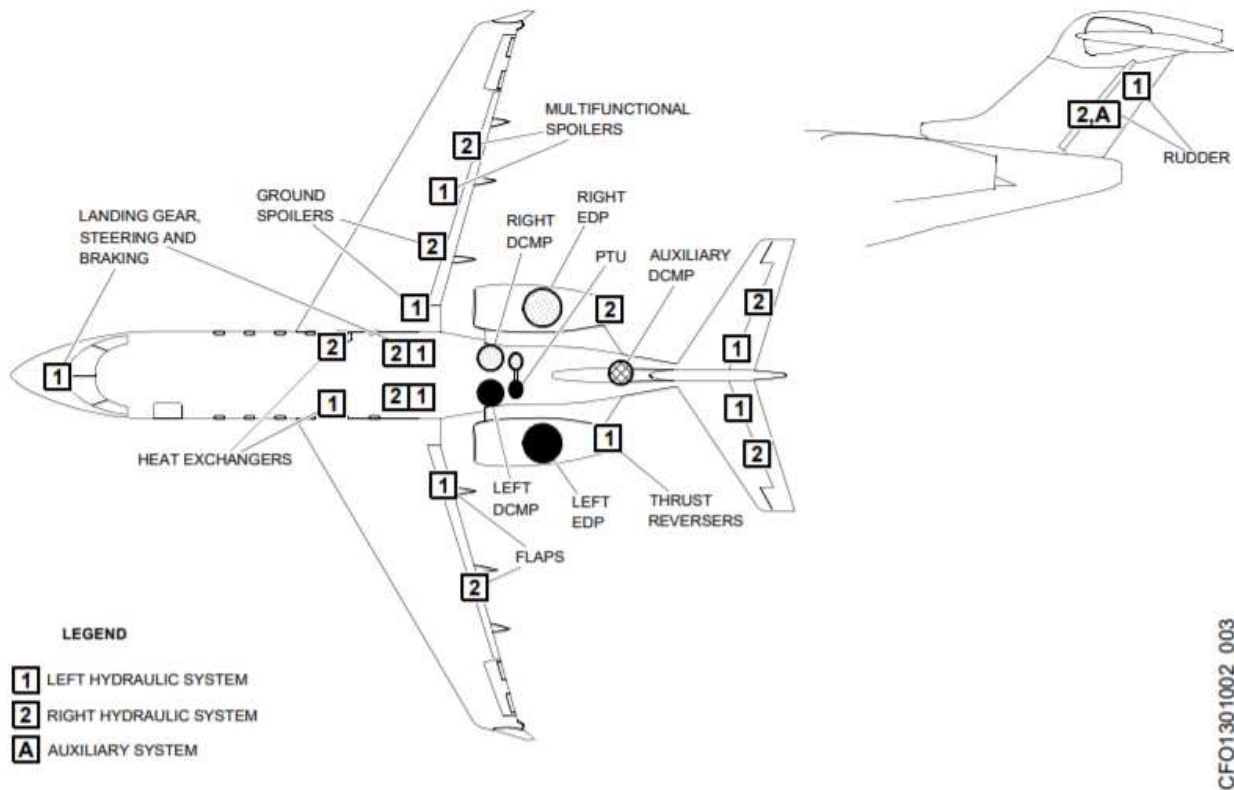 MULTIFUNCTIONAL
SPOILERS
2
1
GROUND
SPOILERS
2
1
LANDING GEAR,
STEERING AND
BRAKING
RIGHT
DCMP
RIGHT
EDP
PTU
AUXILIARY
DCMP
1
2,A
RUDDER
2
2
2 1
1
2
1
1
2 1
1
1
2
HEAT EXCHANGERS
1
LEFT
DCMP
LEFT
EDP
1
THRUST
REVERSERS
FLAPS
2
LEGEND
1 LEFT HYDRAULIC SYSTEM
2 RIGHT HYDRAULIC SYSTEM
A AUXILIARY SYSTEM
CFO1301002_003